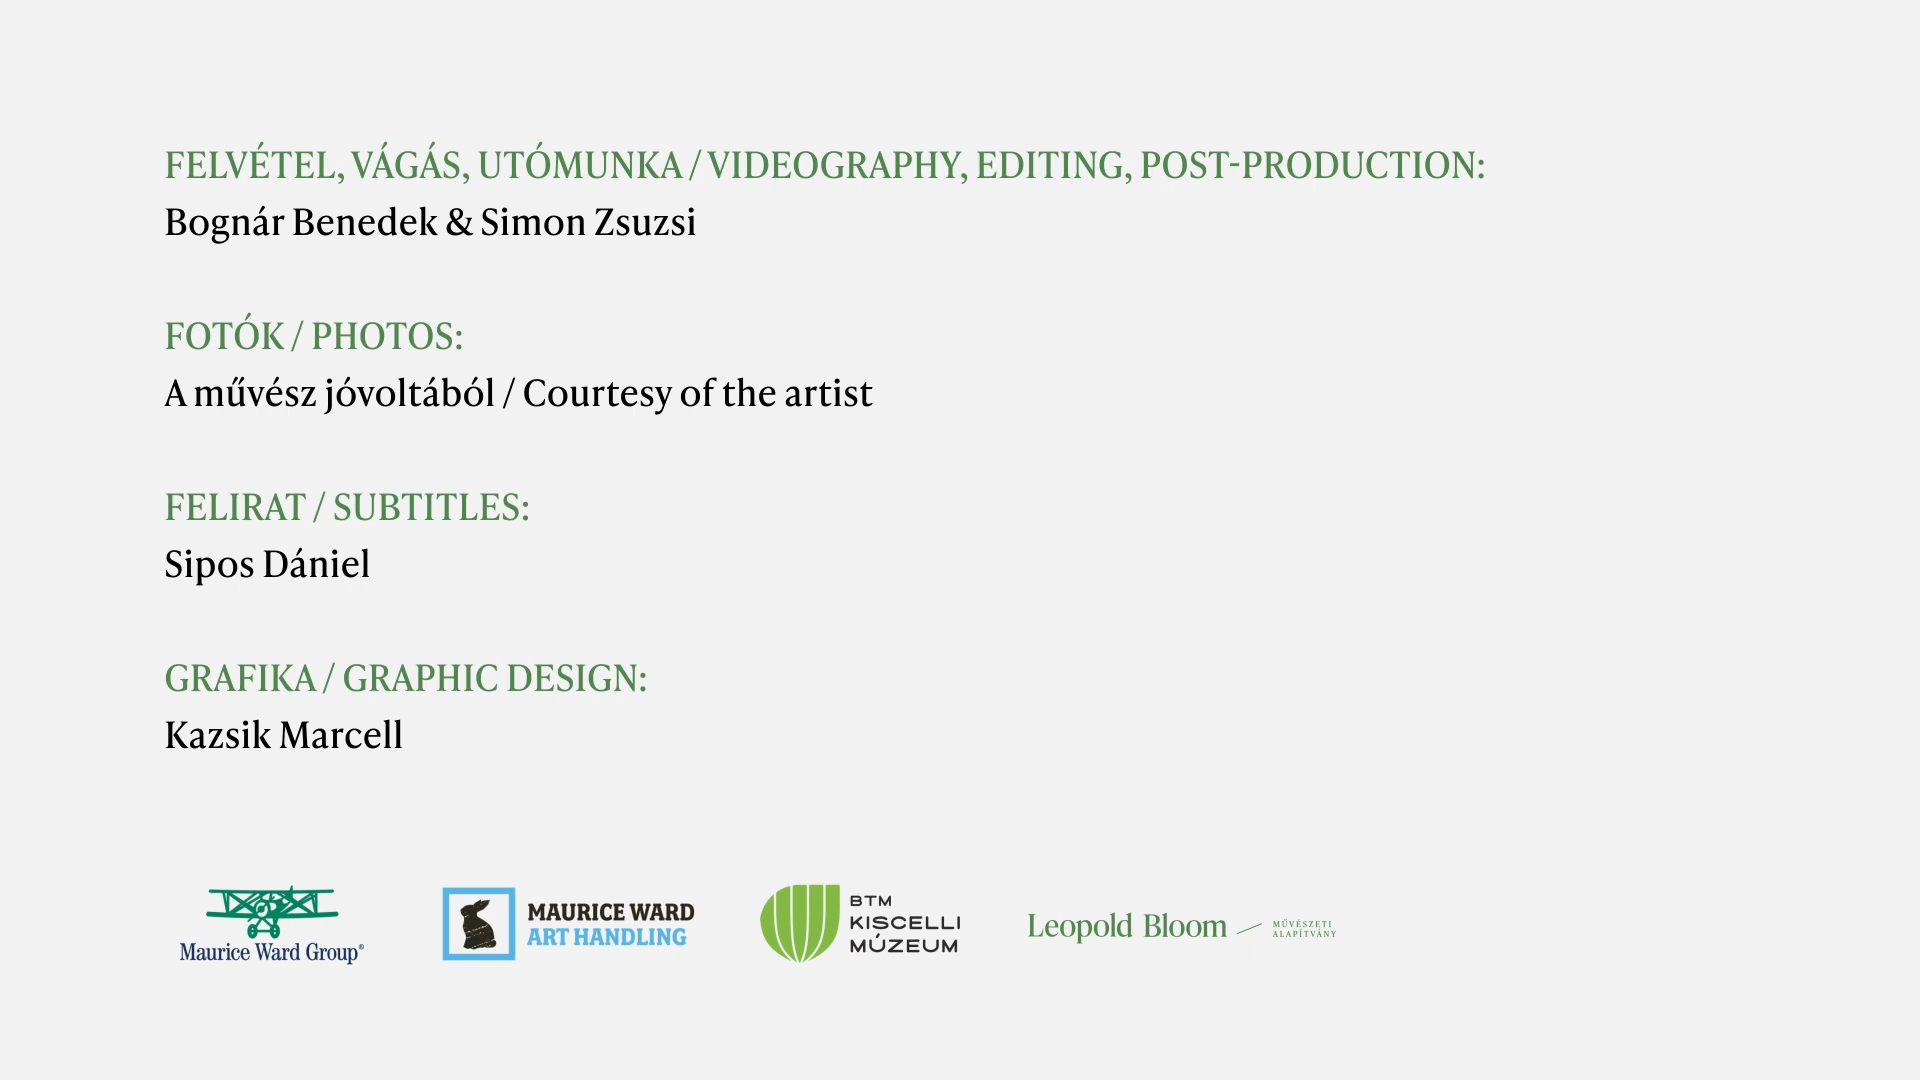 FELVÉTEL, VÁGÁS, UTÓMUNKA / VIDEOGRAPHY, EDITING, POST-PRODUCTION:
Bognár Benedek & Simon Zsuzsi
FOTÓK / PHOTOS:
A művész jóvoltából / Courtesy of the artist
FELIRAT / SUBTITLES:
Sipos Dániel
GRAFIKA / GRAPHIC DESIGN:
Kazsik Marcell
Maurice Ward Group®
MAURICE WARD
ART HANDLING
BTM
KISCELLI
MÚZEUM
Leopold Bloom
MŰVÉSZETI
ALAPÍTVÁNY